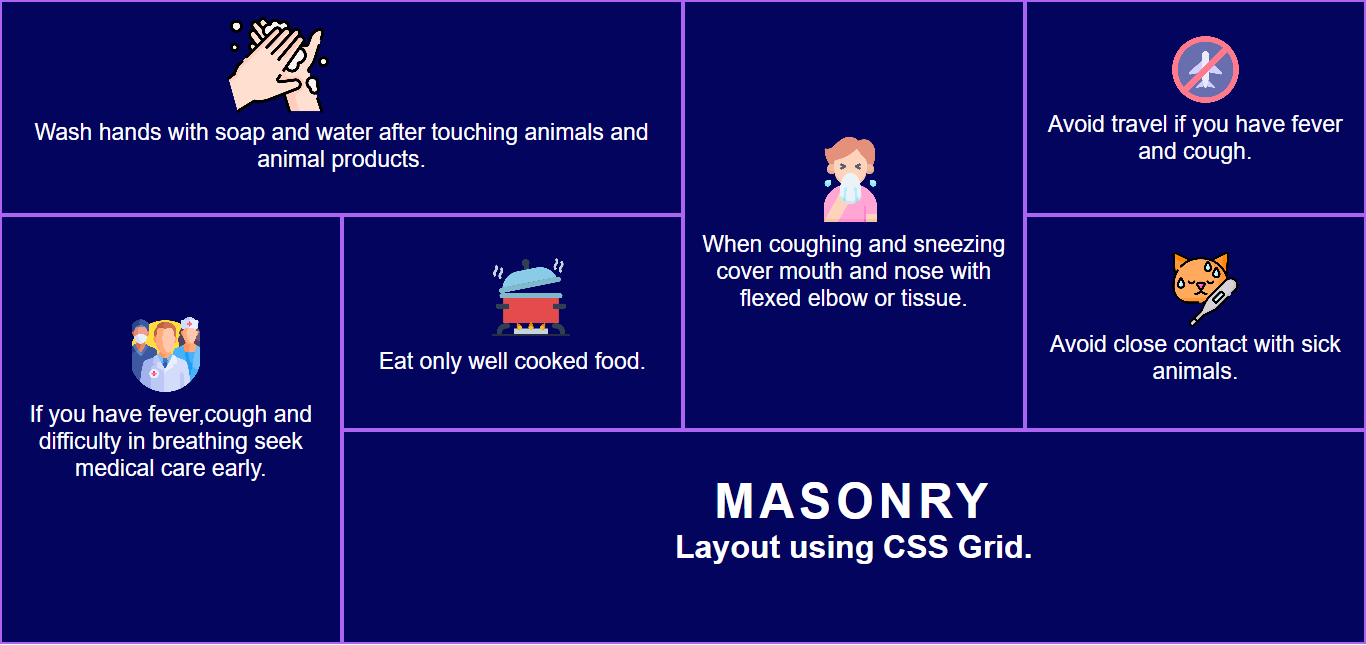 Wash hands with soap and water after touching animals and
animal products.
When coughing and sneezing
cover mouth and nose with
flexed elbow or tissue.
Avoid travel if you have fever
and cough.
If you have fever,cough and
difficulty in breathing seek
medical care early.
Eat only well cooked food.
Avoid close contact with sick
animals.
MASONRY
Layout using CSS Grid.